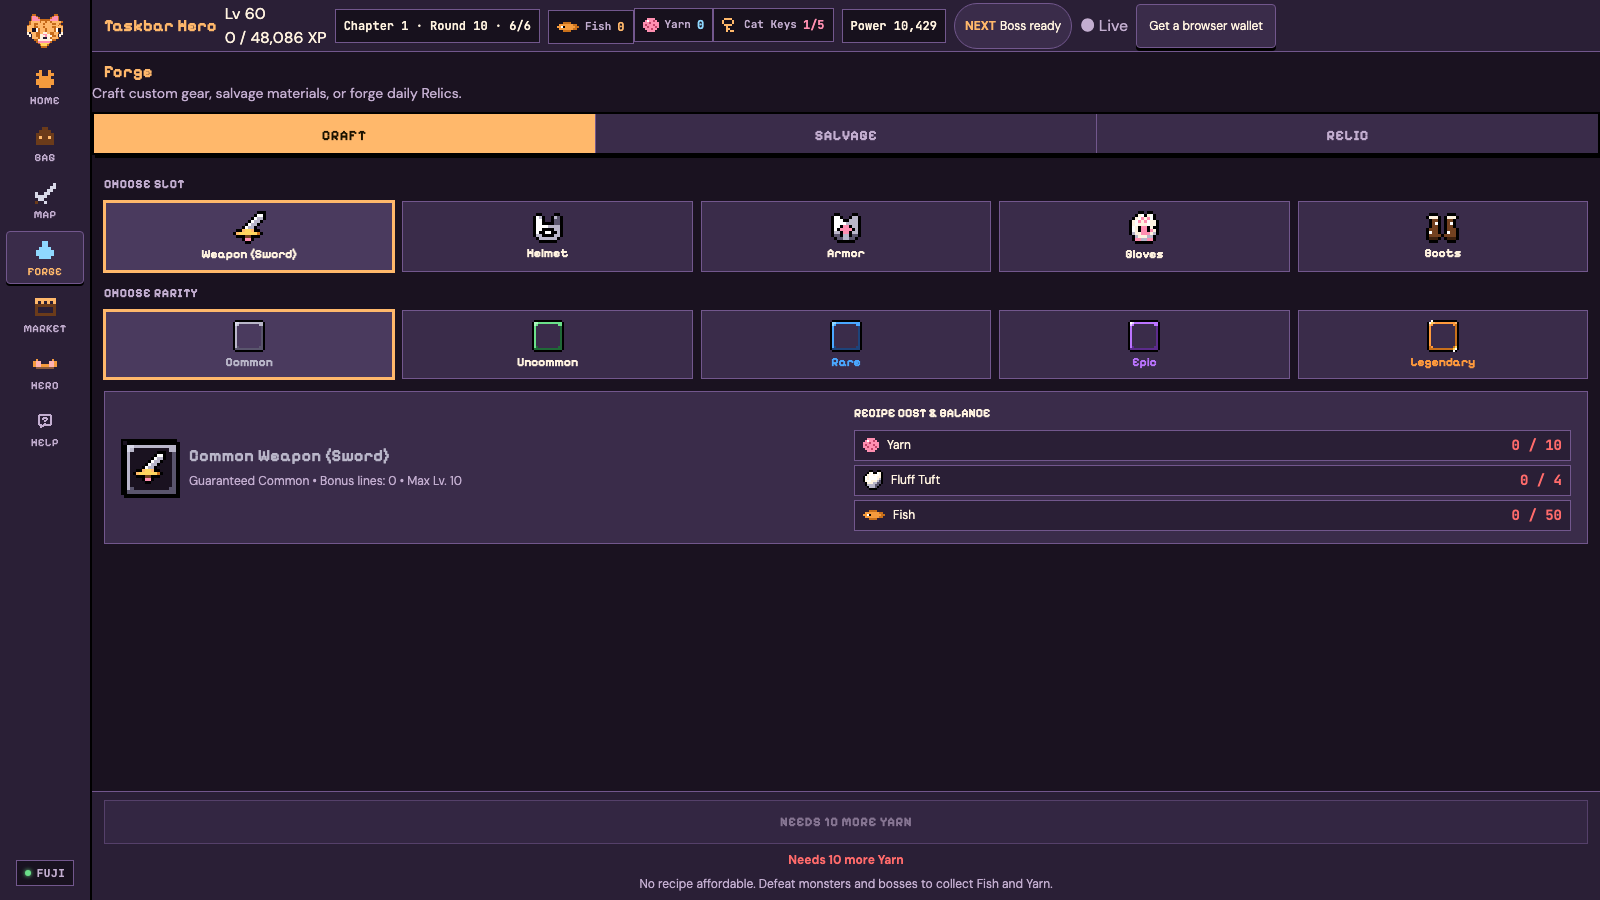 Taskbar Hero
Lv 60
0 / 48,086 XP
Chapter 1 · Round 10 · 6/6
Fish 0
Yarn 0
Cat Keys 1/5
Power 10,429
NEXT Boss ready
Live
Get a browser wallet
HOME
BAG
MAP
FORGE
MARKET
HERO
HELP
FUJI
Forge
Craft custom gear, salvage materials, or forge daily Relics.
CRAFT
SALVAGE
RELIC
CHOOSE SLOT
Weapon (Sword)
Helmet
Armor
Gloves
Boots
CHOOSE RARITY
Common
Uncommon
Rare
Epic
Legendary
Common Weapon (Sword)
Guaranteed Common • Bonus lines: 0 • Max Lv. 10
RECIPE COST & BALANCE
Yarn 0 / 10
Fluff Tuft 0 / 4
Fish 0 / 50
NEEDS 10 MORE YARN
Needs 10 more Yarn
No recipe affordable. Defeat monsters and bosses to collect Fish and Yarn.